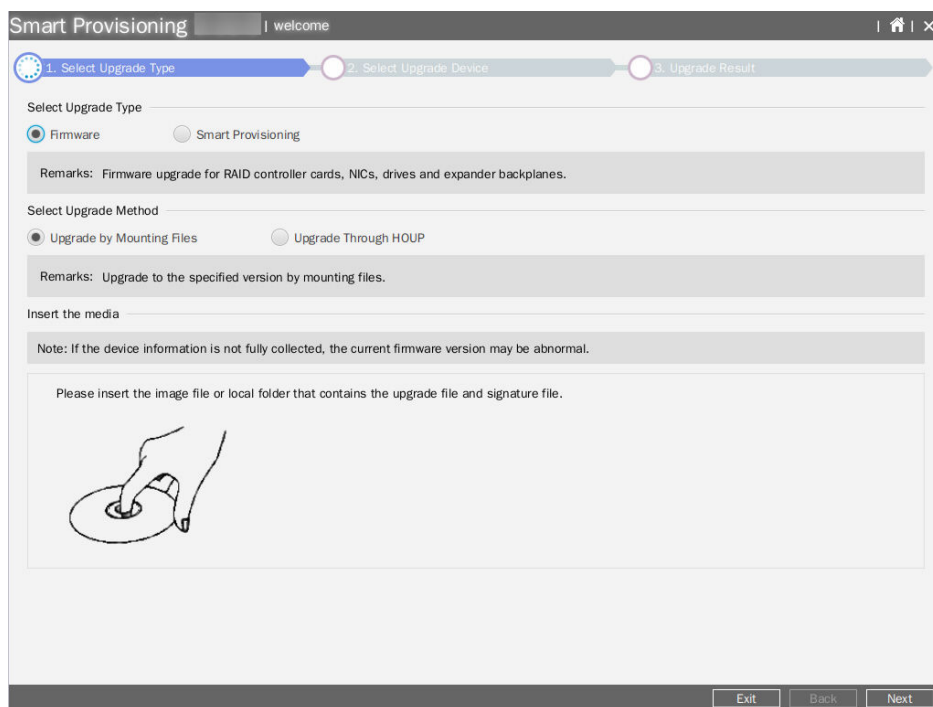 Smart Provisioning | welcome
1. Select Upgrade Type
2. Select Upgrade Device
3. Upgrade Result
Select Upgrade Type
Firmware
Smart Provisioning
Remarks: Firmware upgrade for RAID controller cards, NICs, drives and expander backplanes.
Select Upgrade Method
Upgrade by Mounting Files
Upgrade Through HOUP
Remarks: Upgrade to the specified version by mounting files.
Insert the media
Note: If the device information is not fully collected, the current firmware version may be abnormal.
Please insert the image file or local folder that contains the upgrade file and signature file.
Exit
Back
Next